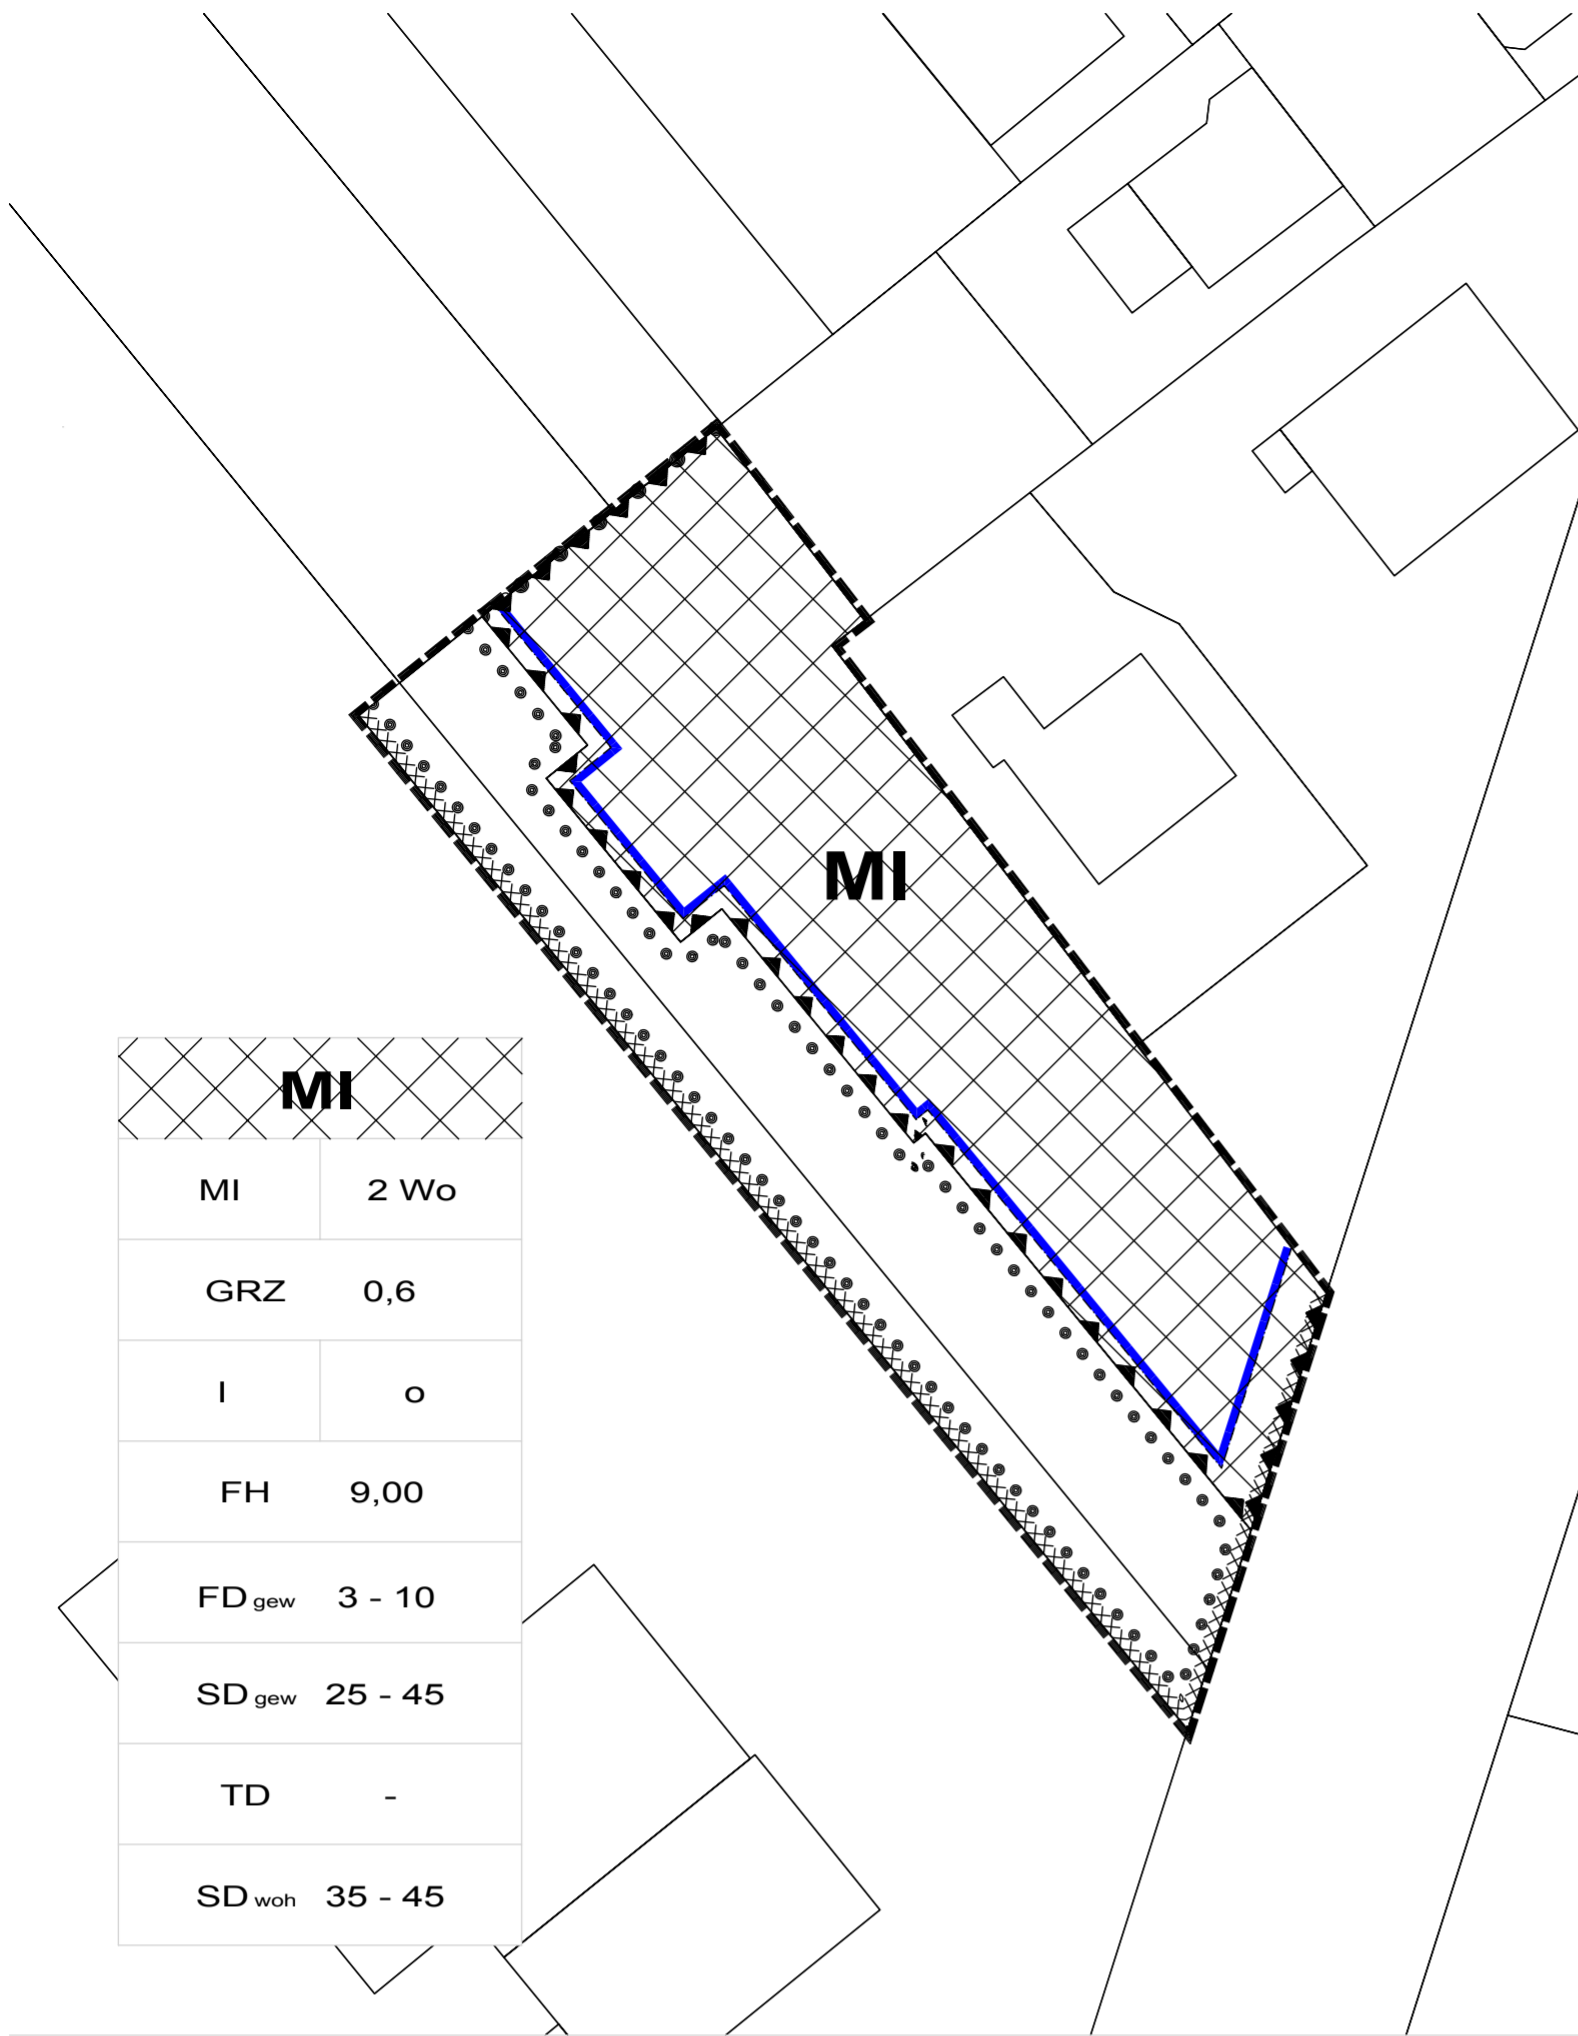 MI
MI
MI 2 Wo
GRZ 0,6
I o
FH 9,00
FD gew 3 - 10
SD gew 25 - 45
TD -
SD woh 35 - 45